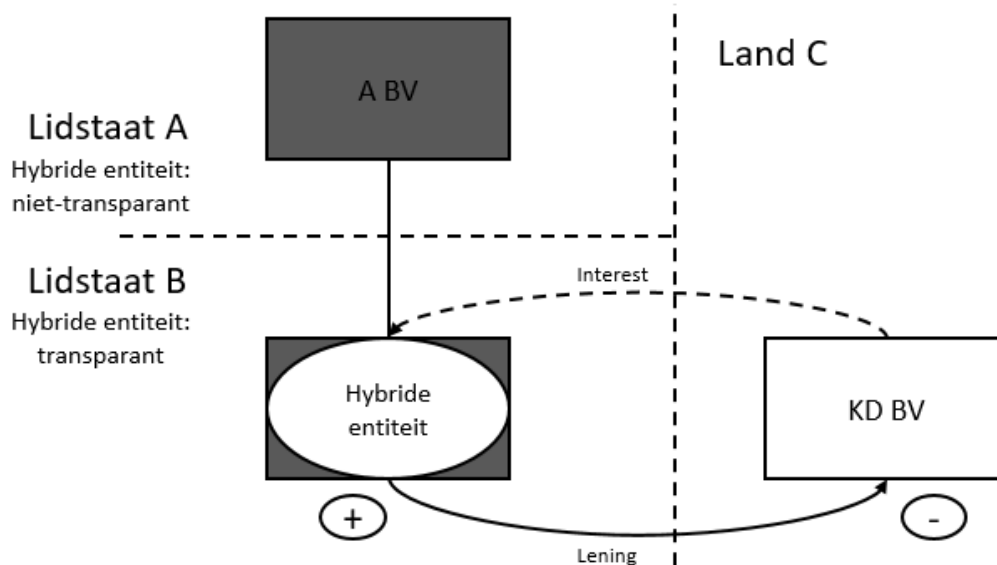 A BV
Land C
Lidstaat A
Hybride entiteit:
niet-transparant
Lidstaat B
Hybride entiteit:
transparant
Interest
Hybride
entiteit
KD BV
+
-
Lening